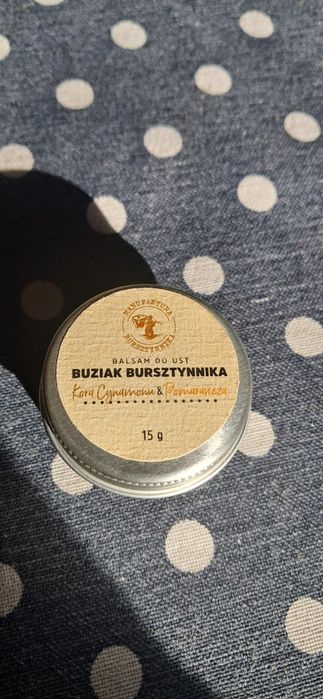 MANUFAKTURA
BURSZTYNNIKA
BALSAM DO UST
BUZIAK BURSZTYNNIKA
Kora Cynamonu & Pomarańcza
15 g